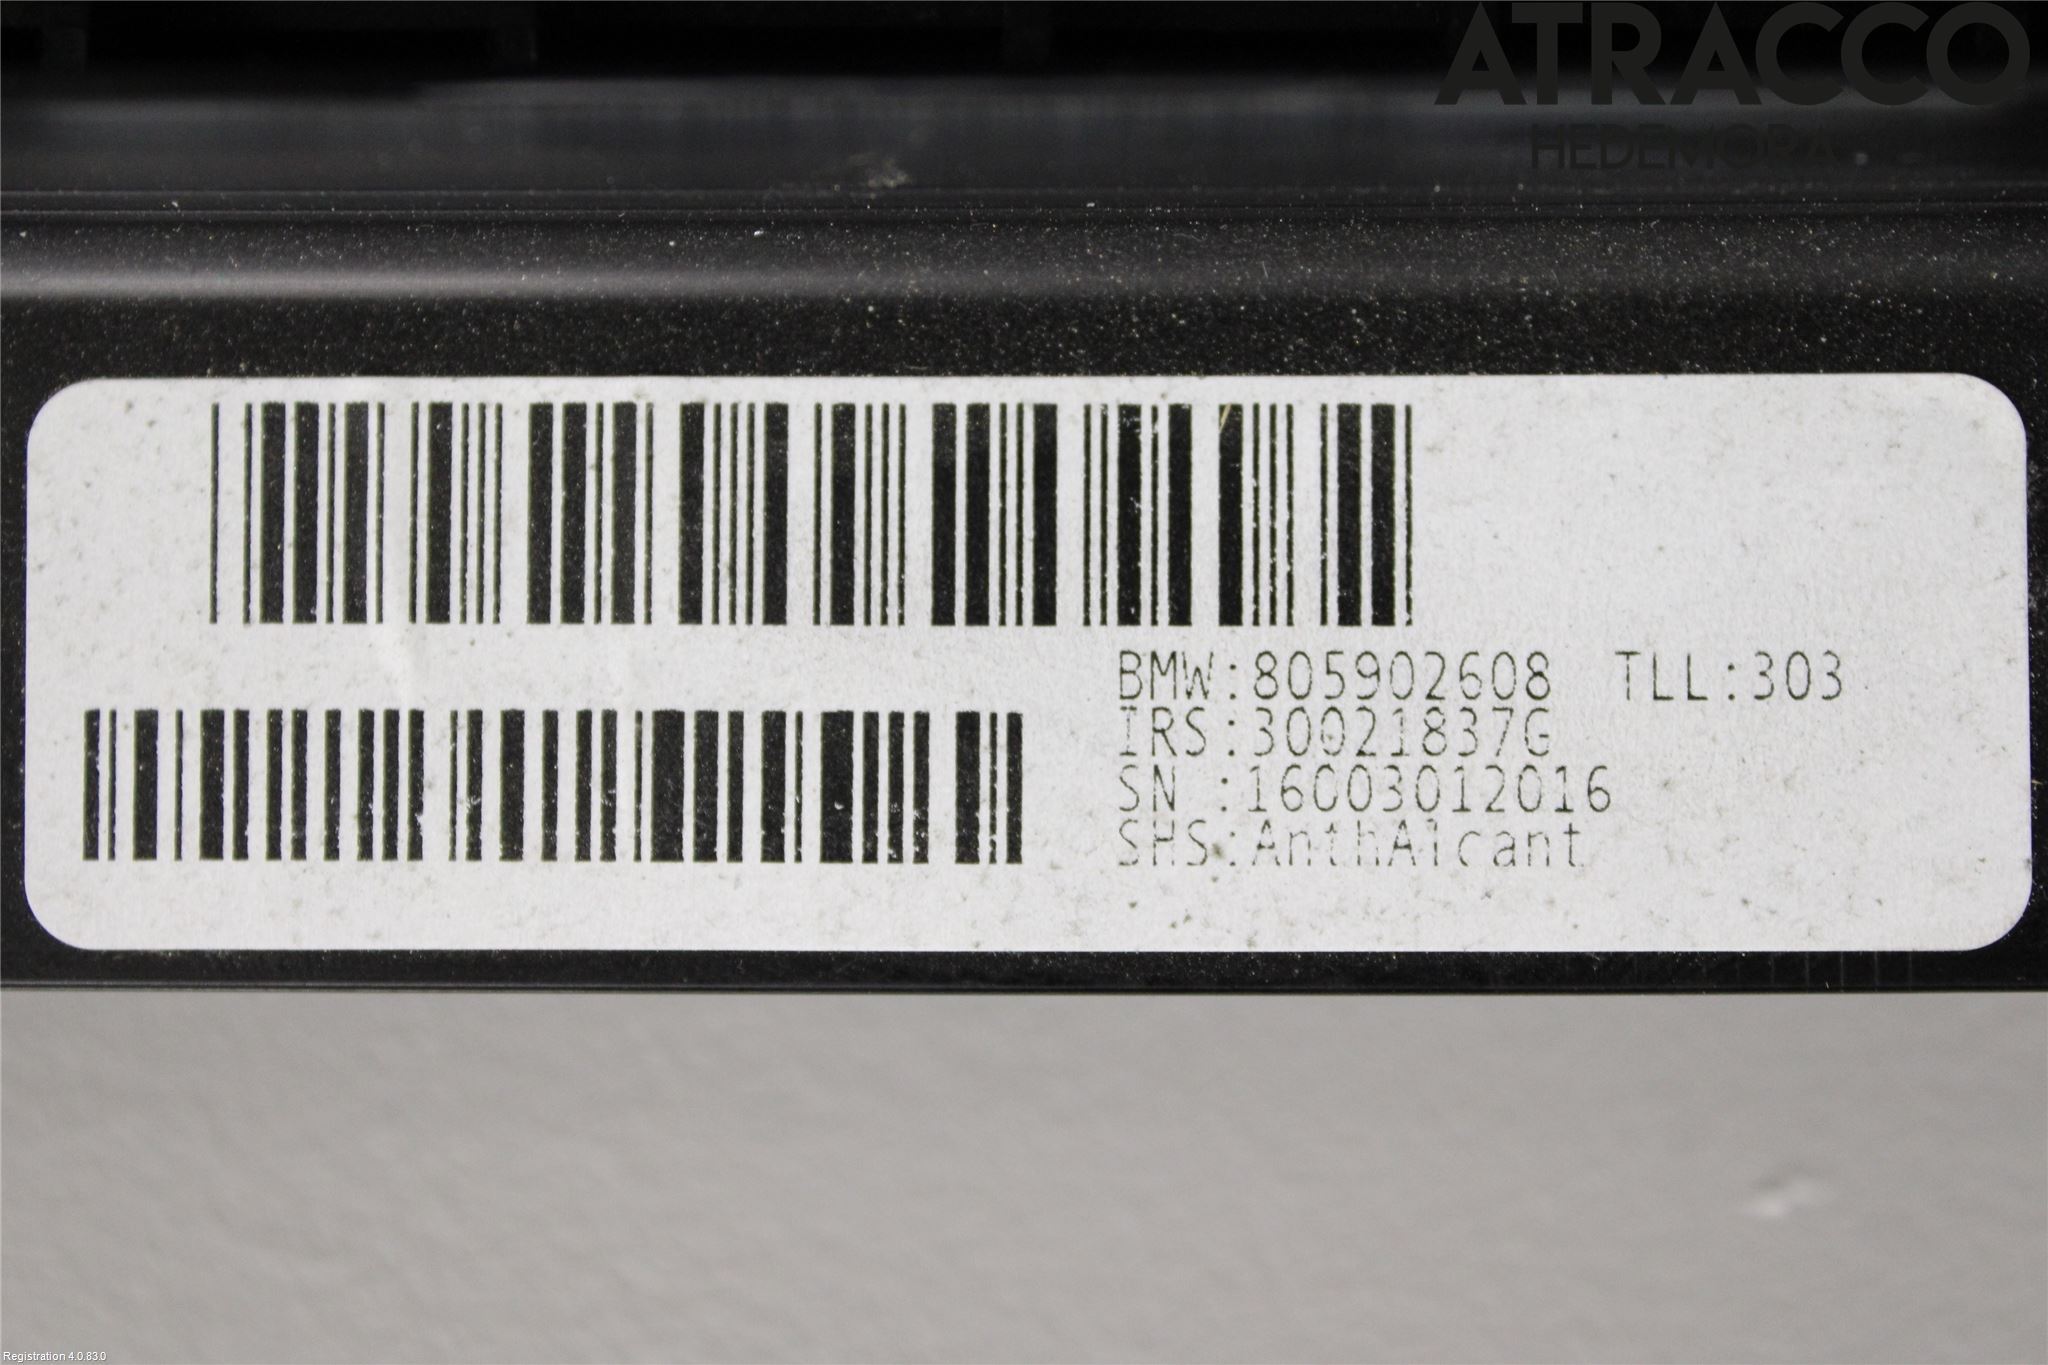 ATRACCO
HEDEMORA
BMW:805902608 TLL:303
IRS:30021837G
SN :16003012016
SHS:AnthAlcant
Registration 4.0.83.0